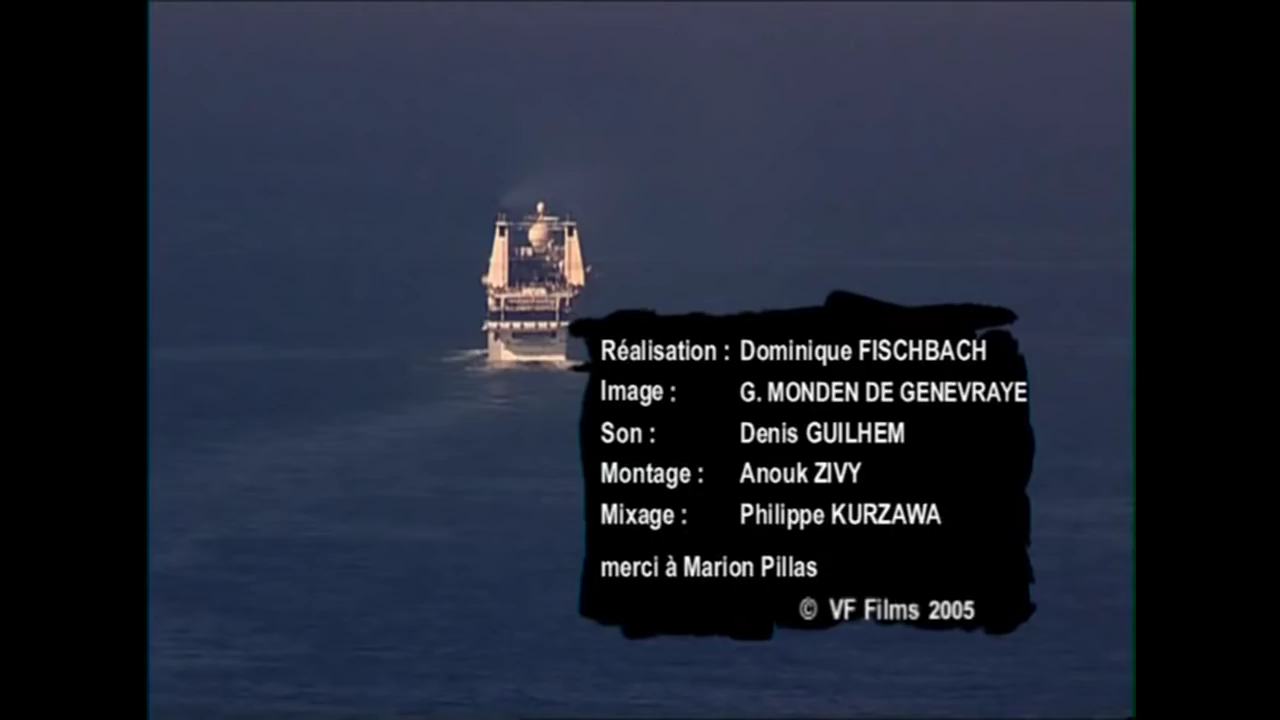 Réalisation : Dominique FISCHBACH
Image : G. MONDEN DE GENEVRAYE
Son : Denis GUILHEM
Montage : Anouk ZIVY
Mixage : Philippe KURZAWA
merci à Marion Pillas
© VF Films 2005